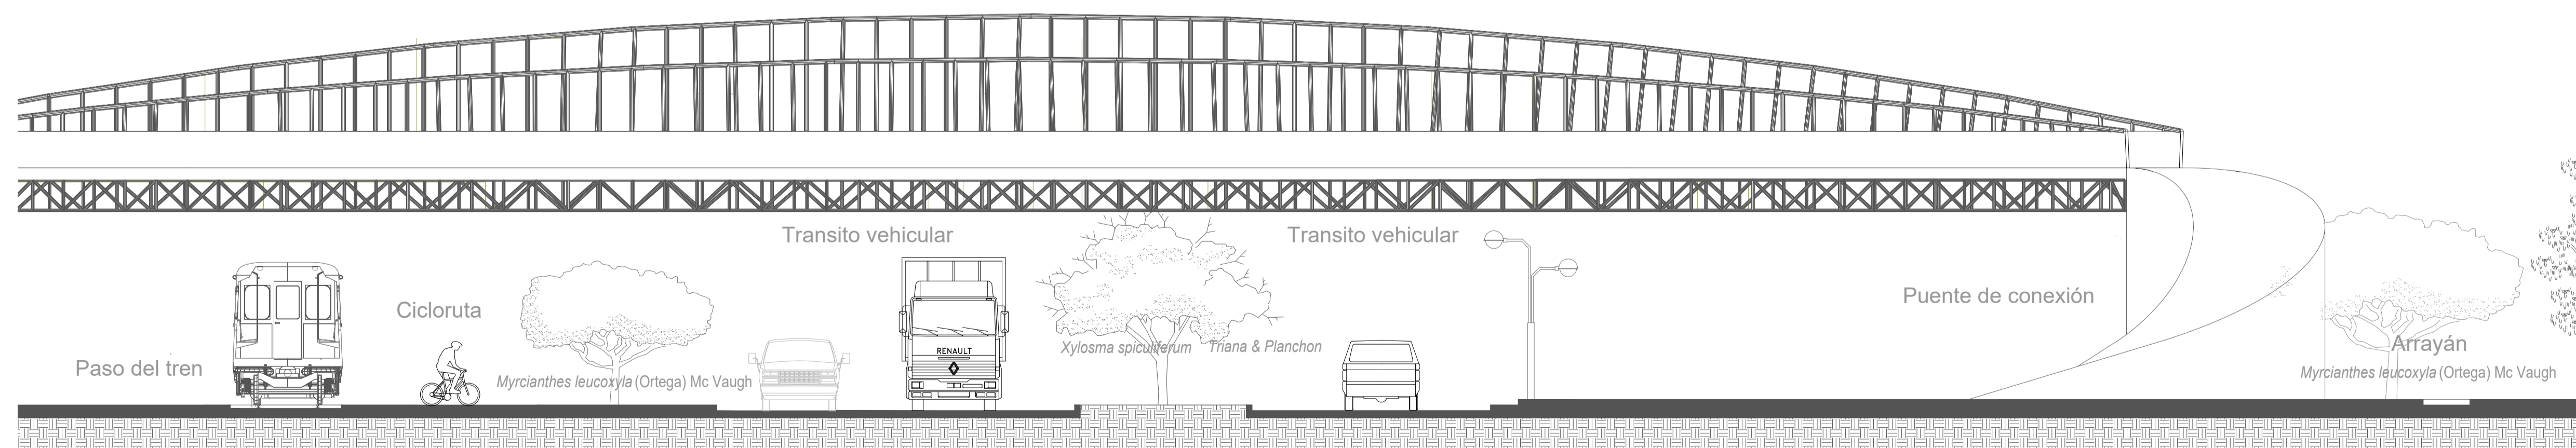 Transito vehicular
Transito vehicular
Puente de conexión
Cicloruta
Paso del tren
RENAULT
Xylosma spiculiferum Triana & Planchon
Arrayán
Myrcianthes leucoxyla (Ortega) Mc Vaugh
Myrcianthes leucoxyla (Ortega) Mc Vaugh